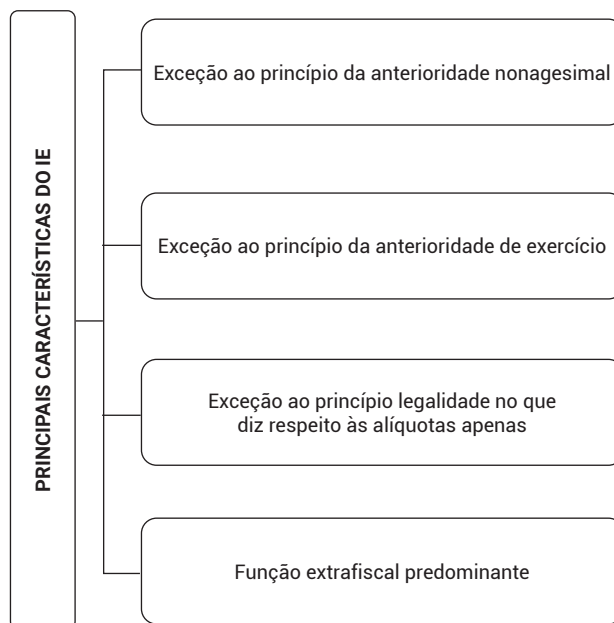 PRINCIPAIS CARACTERÍSTICAS DO IE
Exceção ao princípio da anterioridade nonagesimal
Exceção ao princípio da anterioridade de exercício
Exceção ao princípio legalidade no que
diz respeito às alíquotas apenas
Função extrafiscal predominante